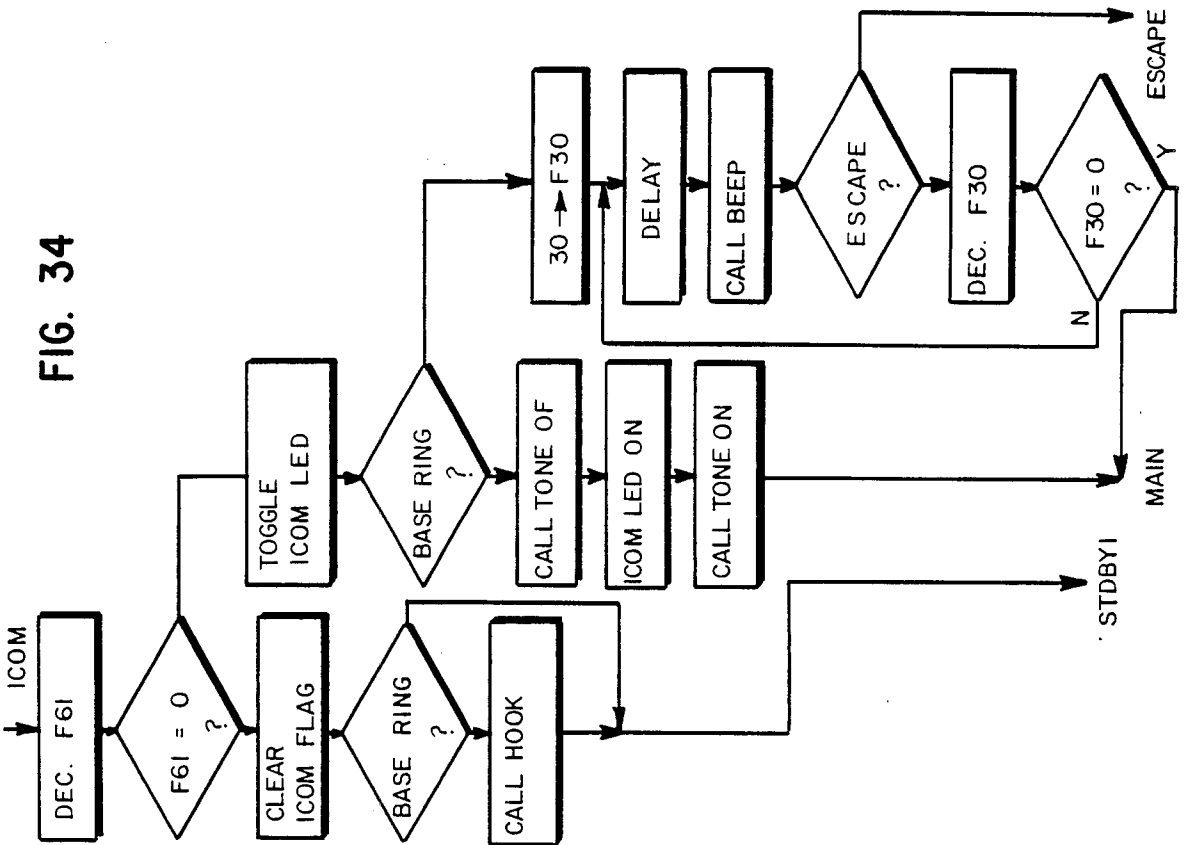 FIG. 34
ICOM
DEC. F61
F61 = 0
?
CLEAR
ICOM FLAG
BASE RING
?
CALL HOOK
STDBY1
TOGGLE
ICOM LED
BASE RING
?
CALL TONE OF
ICOM LED ON
CALL TONE ON
MAIN
30 → F30
DELAY
CALL BEEP
ESCAPE
?
DEC. F30
F30 = 0
?
N
Y
ESCAPE